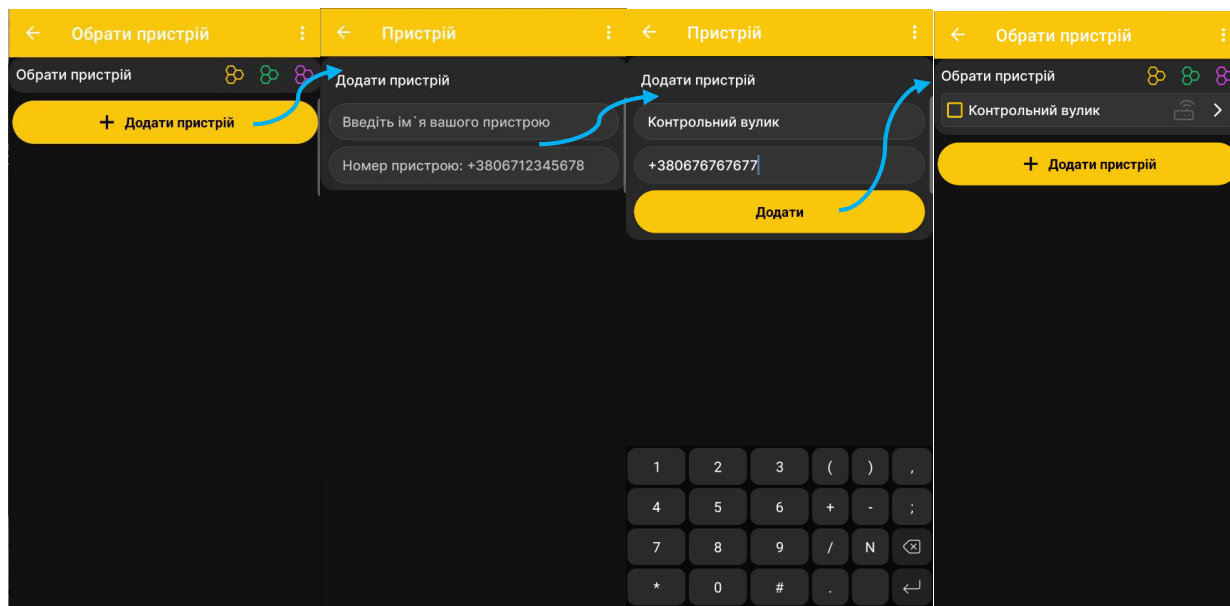 Обрати пристрій
Обрати пристрій
+ Додати пристрій
Пристрій
Додати пристрій
Введіть ім`я вашого пристрою
Номер пристрою: +3806712345678
Пристрій
Додати пристрій
Контрольний вулик
+380676767677
Додати
1 2 3 ( ) ,
4 5 6 + - ;
7 8 9 / N
* 0 # .
Обрати пристрій
Обрати пристрій
Контрольний вулик
+ Додати пристрій